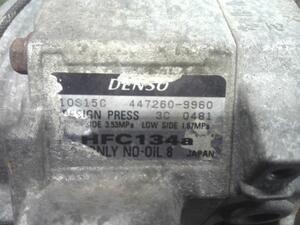 DENSO
10S15C 447260-9960
DESIGN PRESS 3C 0481
SIDE 3.53MPa LOW SIDE 1.67MPa
HFC134a
ONLY ND-OIL 8 JAPAN